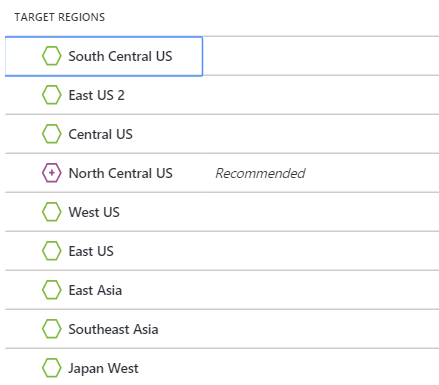 TARGET REGIONS
South Central US
East US 2
Central US
North Central US Recommended
West US
East US
East Asia
Southeast Asia
Japan West